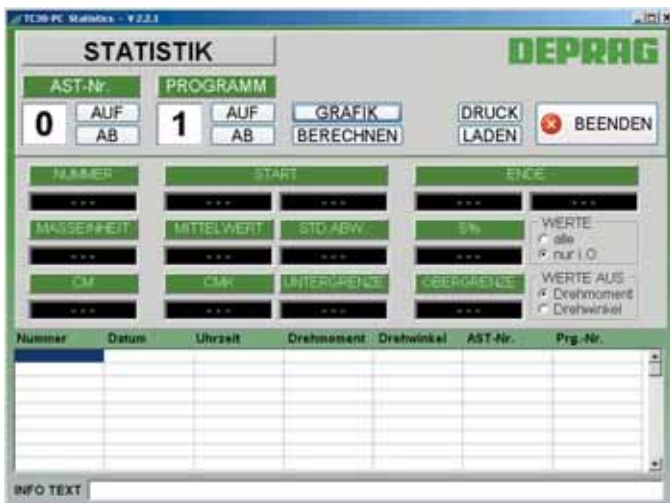 TC30-PC Statistics - V 2.2.1
STATISTIK
DEPRAG
AST-Nr.
PROGRAMM
0
AUF
AB
1
AUF
AB
GRAFIK
BERECHNEN
DRUCK
LADEN
BEENDEN
NUMMER
START
ENDE
---
---
---
---
---
MASSEINHEIT
MITTELWERT
STD.ABW.
S%
WERTE
---
---
---
---
alle
nur i.O
CM
CMK
UNTERGRENZE
OBERGRENZE
WERTE AUS
---
---
---
---
Drehmoment
Drehwinkel
Nummer Datum Uhrzeit Drehmoment Drehwinkel AST-Nr. Prg.-Nr.
INFO TEXT